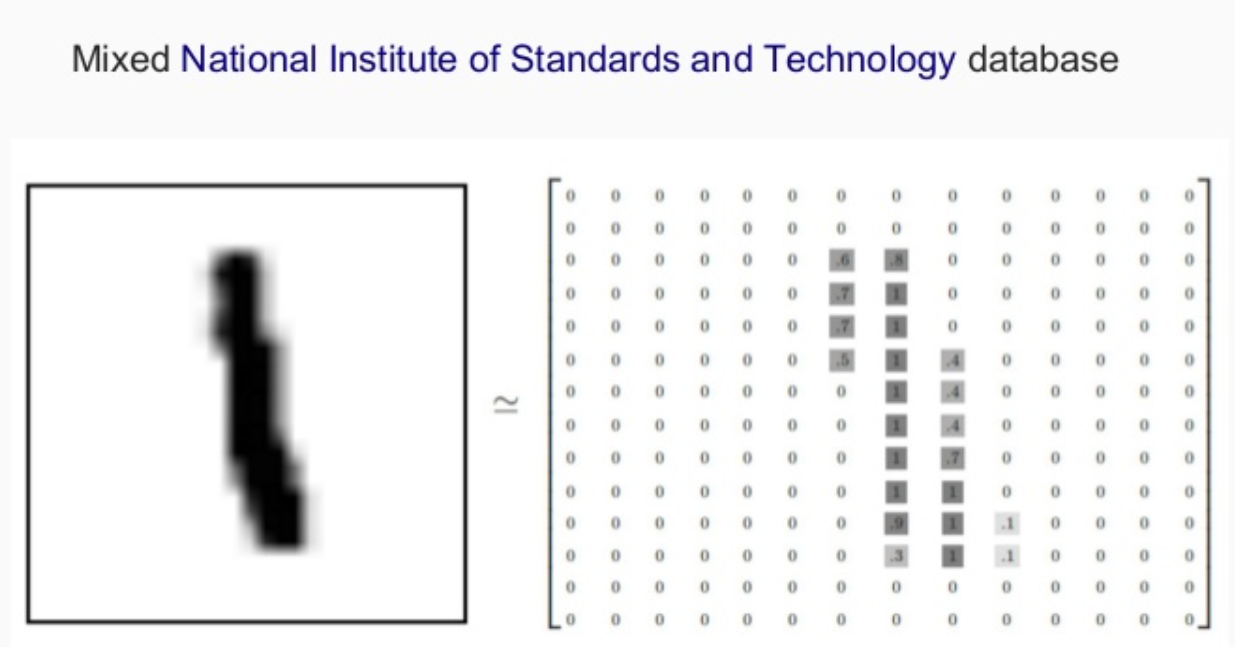 Mixed National Institute of Standards and Technology database
≃
0 0 0 0 0 0 0 0 0 0 0 0 0 0
0 0 0 0 0 0 0 0 0 0 0 0 0 0
0 0 0 0 0 0 .6 .8 0 0 0 0 0 0
0 0 0 0 0 0 .7 1 0 0 0 0 0 0
0 0 0 0 0 0 .7 1 0 0 0 0 0 0
0 0 0 0 0 0 .5 1 .4 0 0 0 0 0
0 0 0 0 0 0 0 1 .4 0 0 0 0 0
0 0 0 0 0 0 0 1 .4 0 0 0 0 0
0 0 0 0 0 0 0 1 .7 0 0 0 0 0
0 0 0 0 0 0 0 1 1 0 0 0 0 0
0 0 0 0 0 0 0 .9 1 .1 0 0 0 0
0 0 0 0 0 0 0 .3 1 .1 0 0 0 0
0 0 0 0 0 0 0 0 0 0 0 0 0 0
0 0 0 0 0 0 0 0 0 0 0 0 0 0